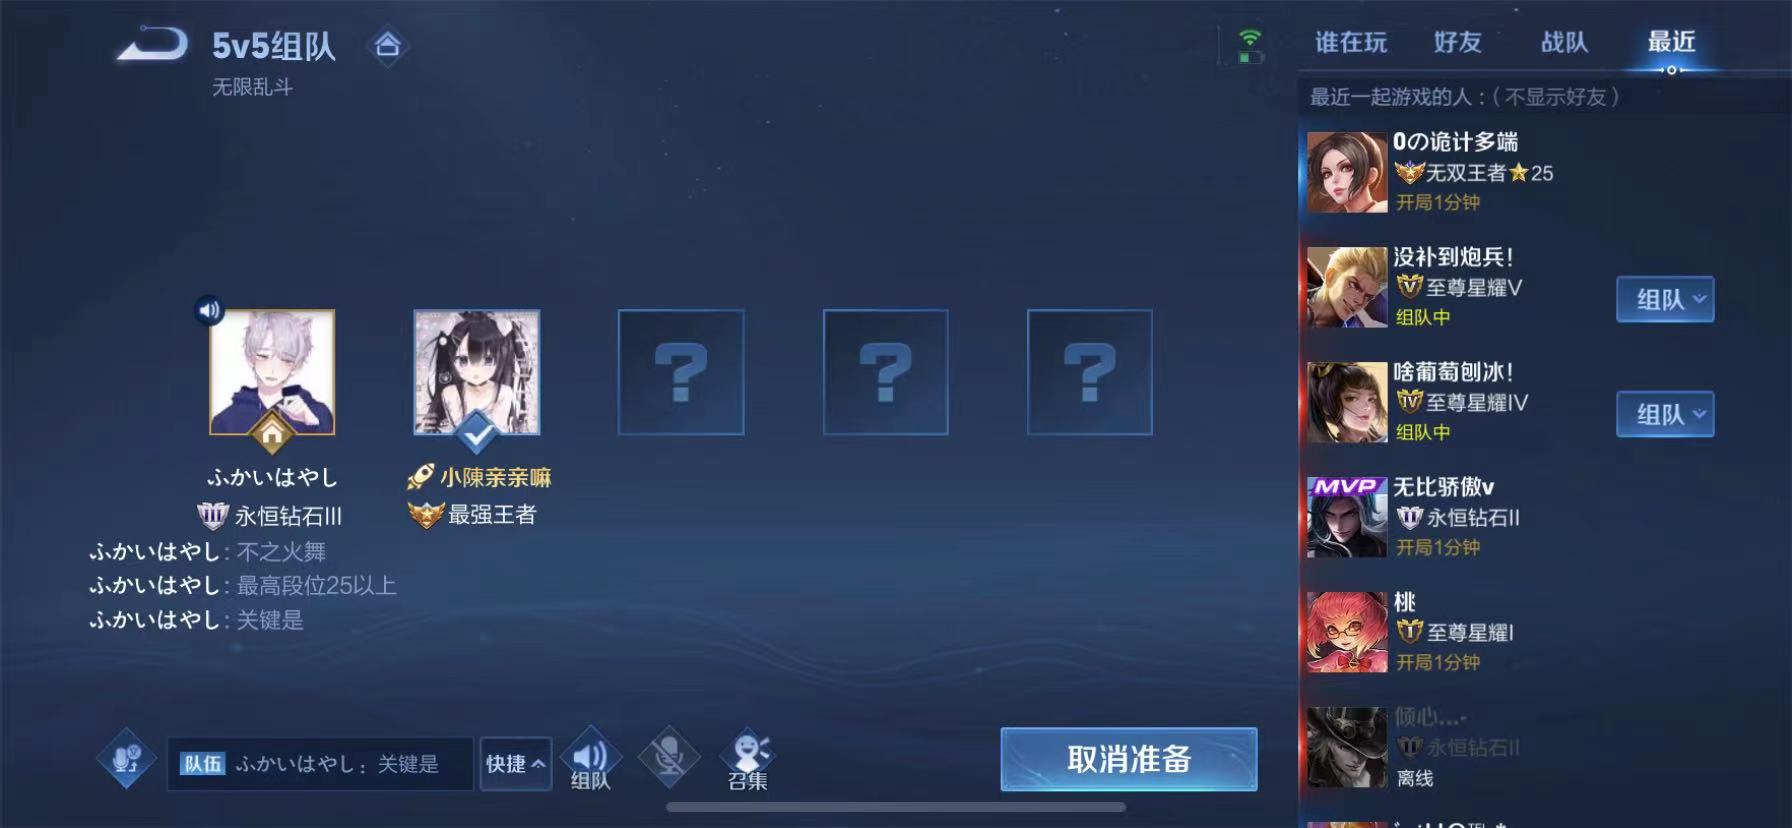 5v5组队
无限乱斗
谁在玩
好友
战队
最近
最近一起游戏的人：（不显示好友）
0の诡计多端
无双王者★25
开局1分钟
没补到炮兵！
V
至尊星耀V
组队中
组队
啥葡萄刨冰！
IV
至尊星耀IV
组队中
组队
MVP
无比骄傲v
II
永恒钻石II
开局1分钟
桃
I
至尊星耀I
开局1分钟
倾心...-
II
永恒钻石II
离线
?
?
?
ふかいはやし
III
永恒钻石III
小陳亲亲嘛
最强王者
ふかいはやし：不之火舞
ふかいはやし：最高段位25以上
ふかいはやし：关键是
文
队伍
ふかいはやし：关键是
快捷
组队
召集
取消准备